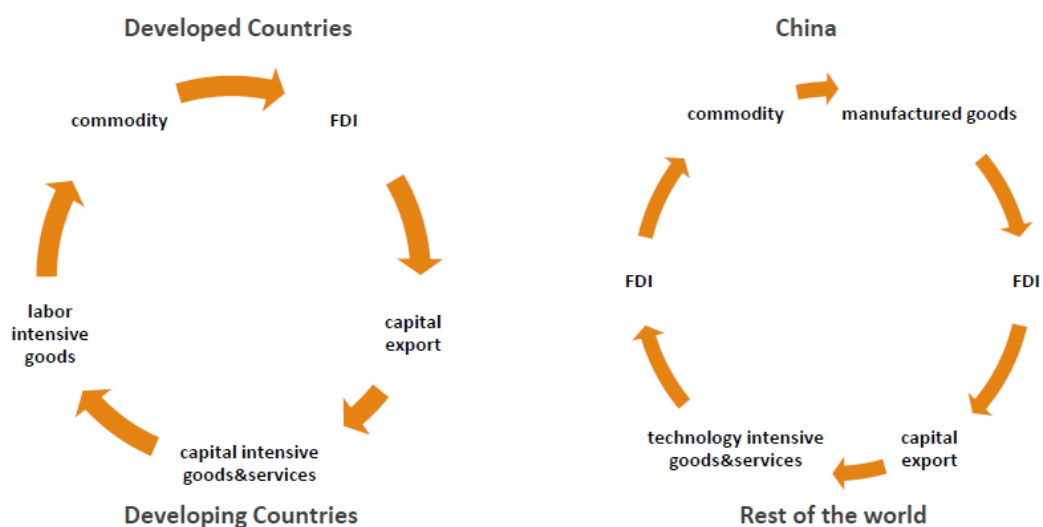 Developed Countries
commodity
FDI
capital
export
capital intensive
goods&services
labor
intensive
goods
Developing Countries
China
commodity
manufactured goods
FDI
FDI
capital
export
technology intensive
goods&services
Rest of the world